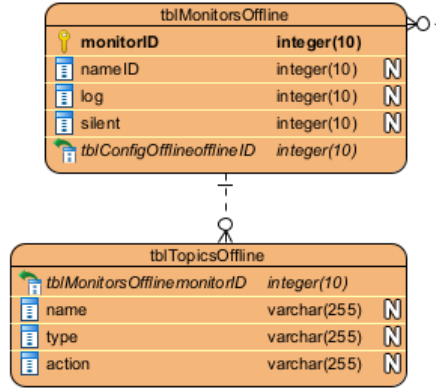 tblMonitorsOffline
monitorID integer(10)
nameID integer(10) N
log integer(10) N
silent integer(10) N
tblConfigOfflineofflineID integer(10)
tblTopicsOffline
tblMonitorsOfflinemonitorID integer(10)
name varchar(255) N
type varchar(255) N
action varchar(255) N